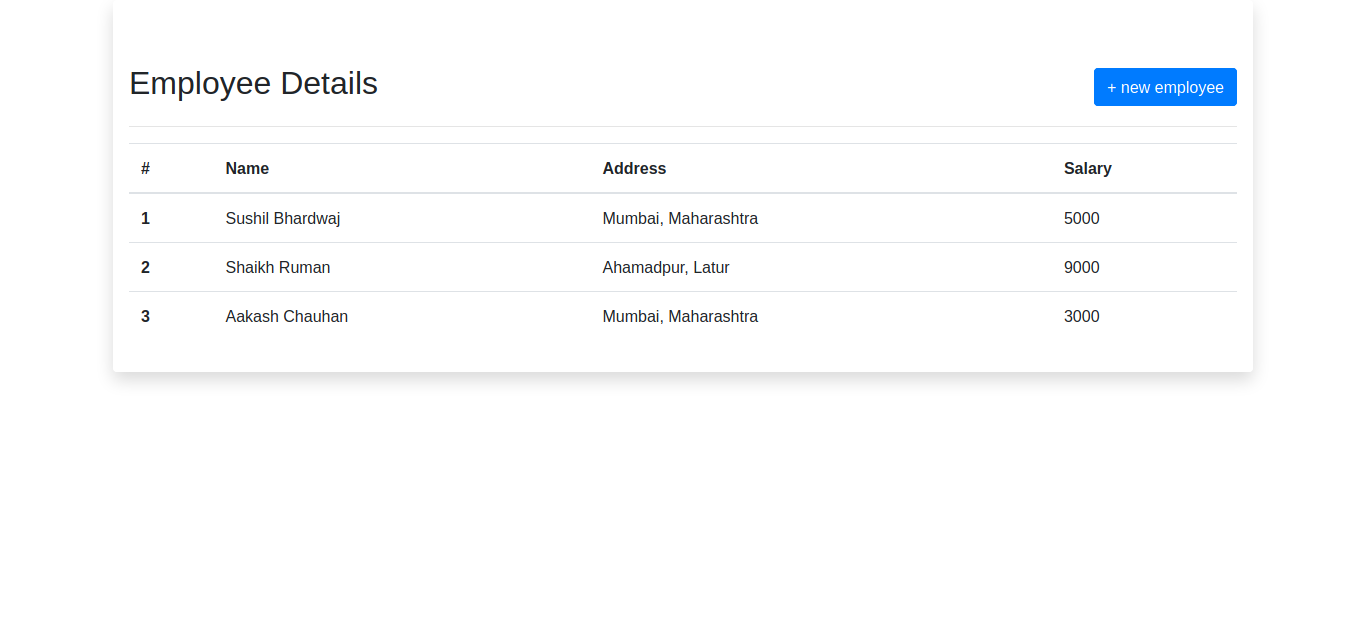 Employee Details
+ new employee
# Name Address Salary
1 Sushil Bhardwaj Mumbai, Maharashtra 5000
2 Shaikh Ruman Ahamadpur, Latur 9000
3 Aakash Chauhan Mumbai, Maharashtra 3000